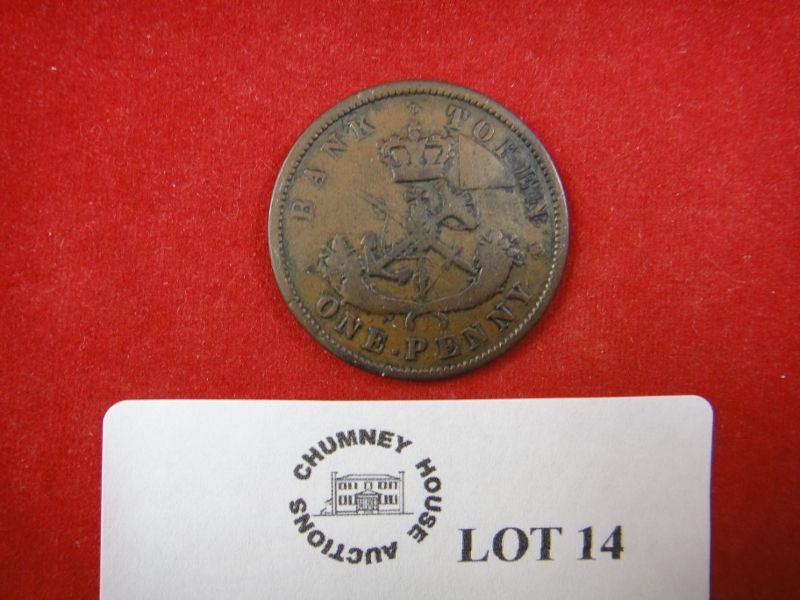 BANK TOKEN
ONE.PENNY
CHUMNEY HOUSE AUCTIONS
LOT 14